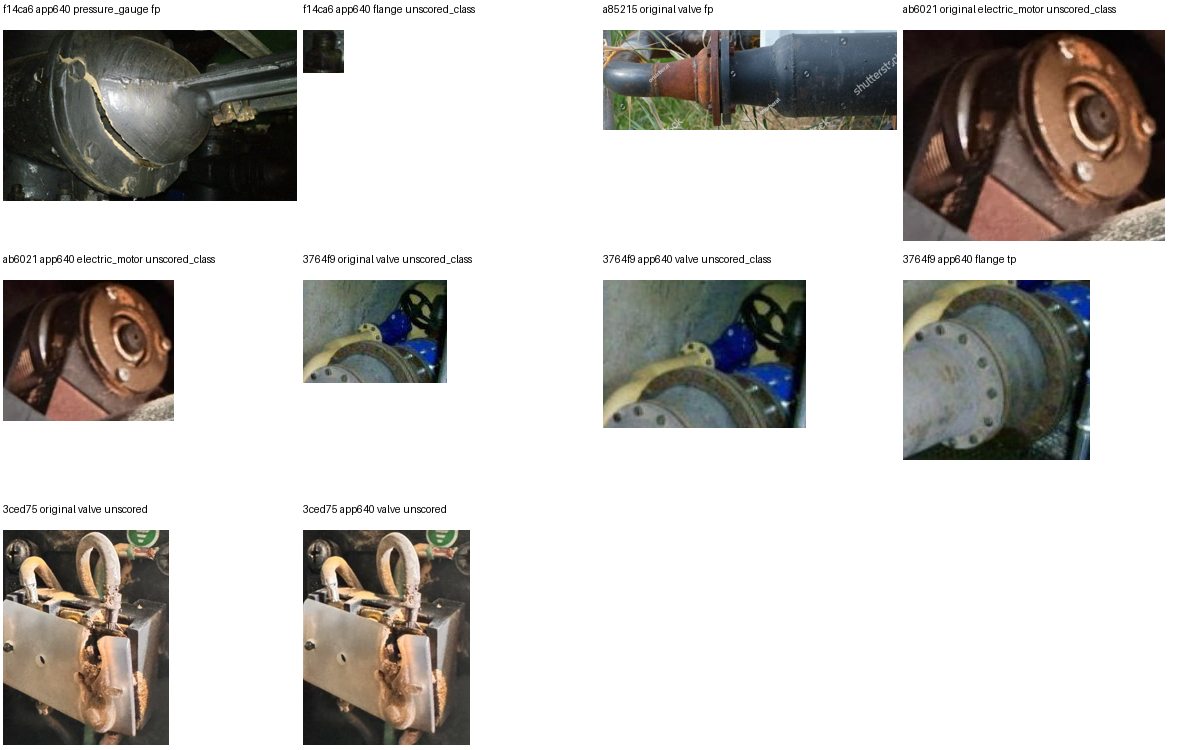 f14ca6 app640 pressure_gauge fp
f14ca6 app640 flange unscored_class
a85215 original valve fp
ab6021 original electric_motor unscored_class
shutterstock
ab6021 app640 electric_motor unscored_class
3764f9 original valve unscored_class
3764f9 app640 valve unscored_class
3764f9 app640 flange tp
3ced75 original valve unscored
3ced75 app640 valve unscored